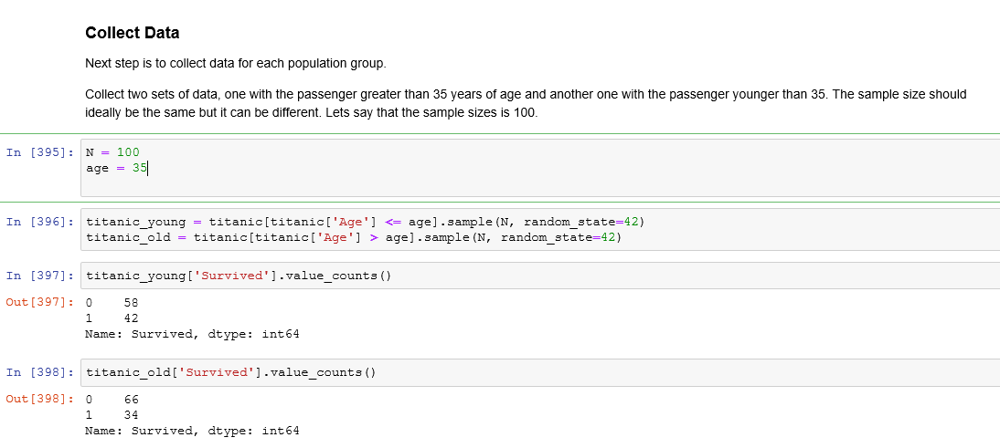 Collect Data
Next step is to collect data for each population group.
Collect two sets of data, one with the passenger greater than 35 years of age and another one with the passenger younger than 35. The sample size should
ideally be the same but it can be different. Lets say that the sample sizes is 100.
In [395]: N = 100
age = 35
In [396]: titanic_young = titanic[titanic['Age'] <= age].sample(N, random_state=42)
titanic_old = titanic[titanic['Age'] > age].sample(N, random_state=42)
In [397]: titanic_young['Survived'].value_counts()
Out[397]: 0    58
1    42
Name: Survived, dtype: int64
In [398]: titanic_old['Survived'].value_counts()
Out[398]: 0    66
1    34
Name: Survived, dtype: int64